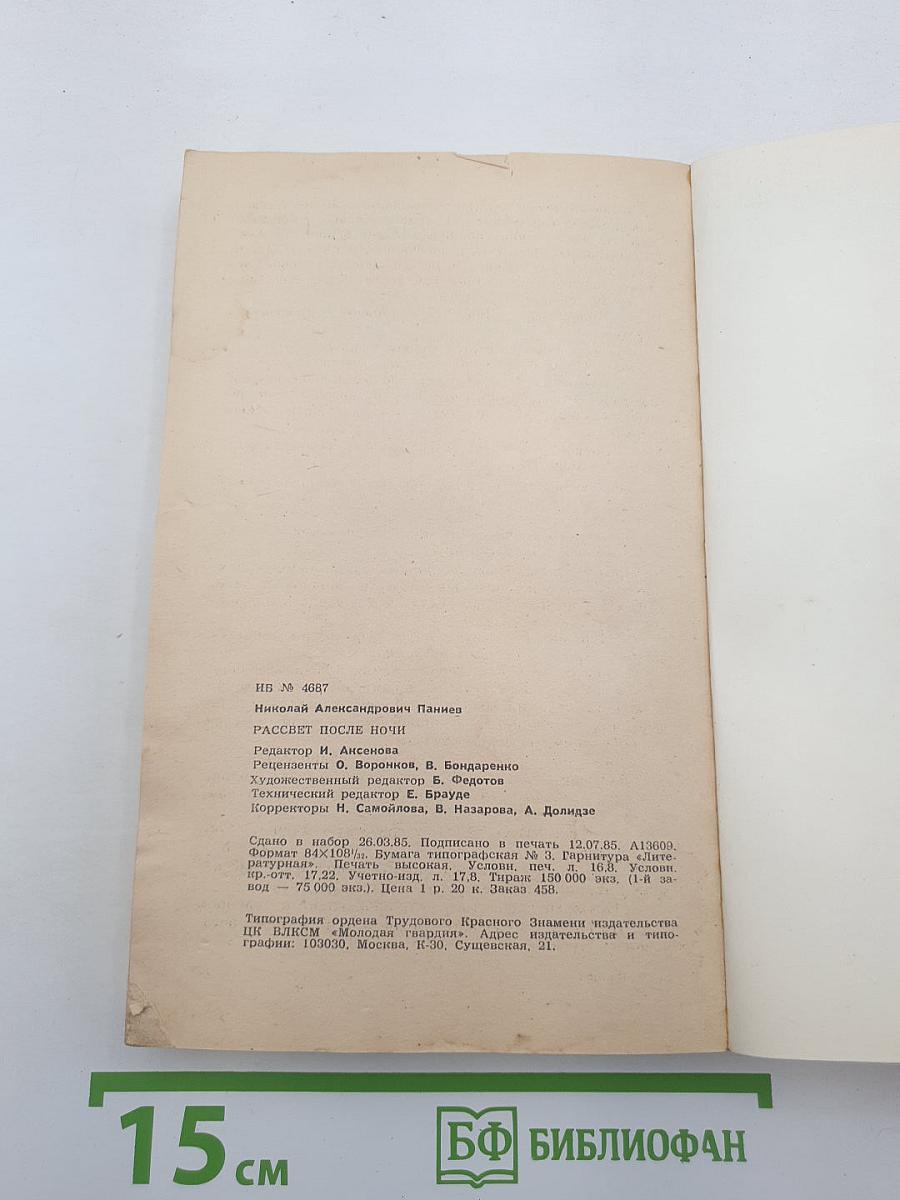 ИБ № 4687
Николай Александрович Паниев
РАССВЕТ ПОСЛЕ НОЧИ
Редактор И. Аксенова
Рецензенты О. Воронков, В. Бондаренко
Художественный редактор Б. Федотов
Технический редактор Е. Брауде
Корректоры Н. Самойлова, В. Назарова, А. Долидзе
Сдано в набор 26.03.85. Подписано в печать 12.07.85. А13609.
Формат 84×108¹/₃₂. Бумага типографская № 3. Гарнитура «Лите-
ратурная». Печать высокая. Условн. печ. л. 16,8. Условн.
кр.-отт. 17,22. Учетно-изд. л. 17,8. Тираж 150 000 экз. (1-й за-
вод — 75 000 экз.). Цена 1 р. 20 к. Заказ 458.
Типография ордена Трудового Красного Знамени издательства
ЦК ВЛКСМ «Молодая гвардия». Адрес издательства и типо-
графии: 103030, Москва, К-30, Сущевская, 21.
15 см
БФ БИБЛИОФАН